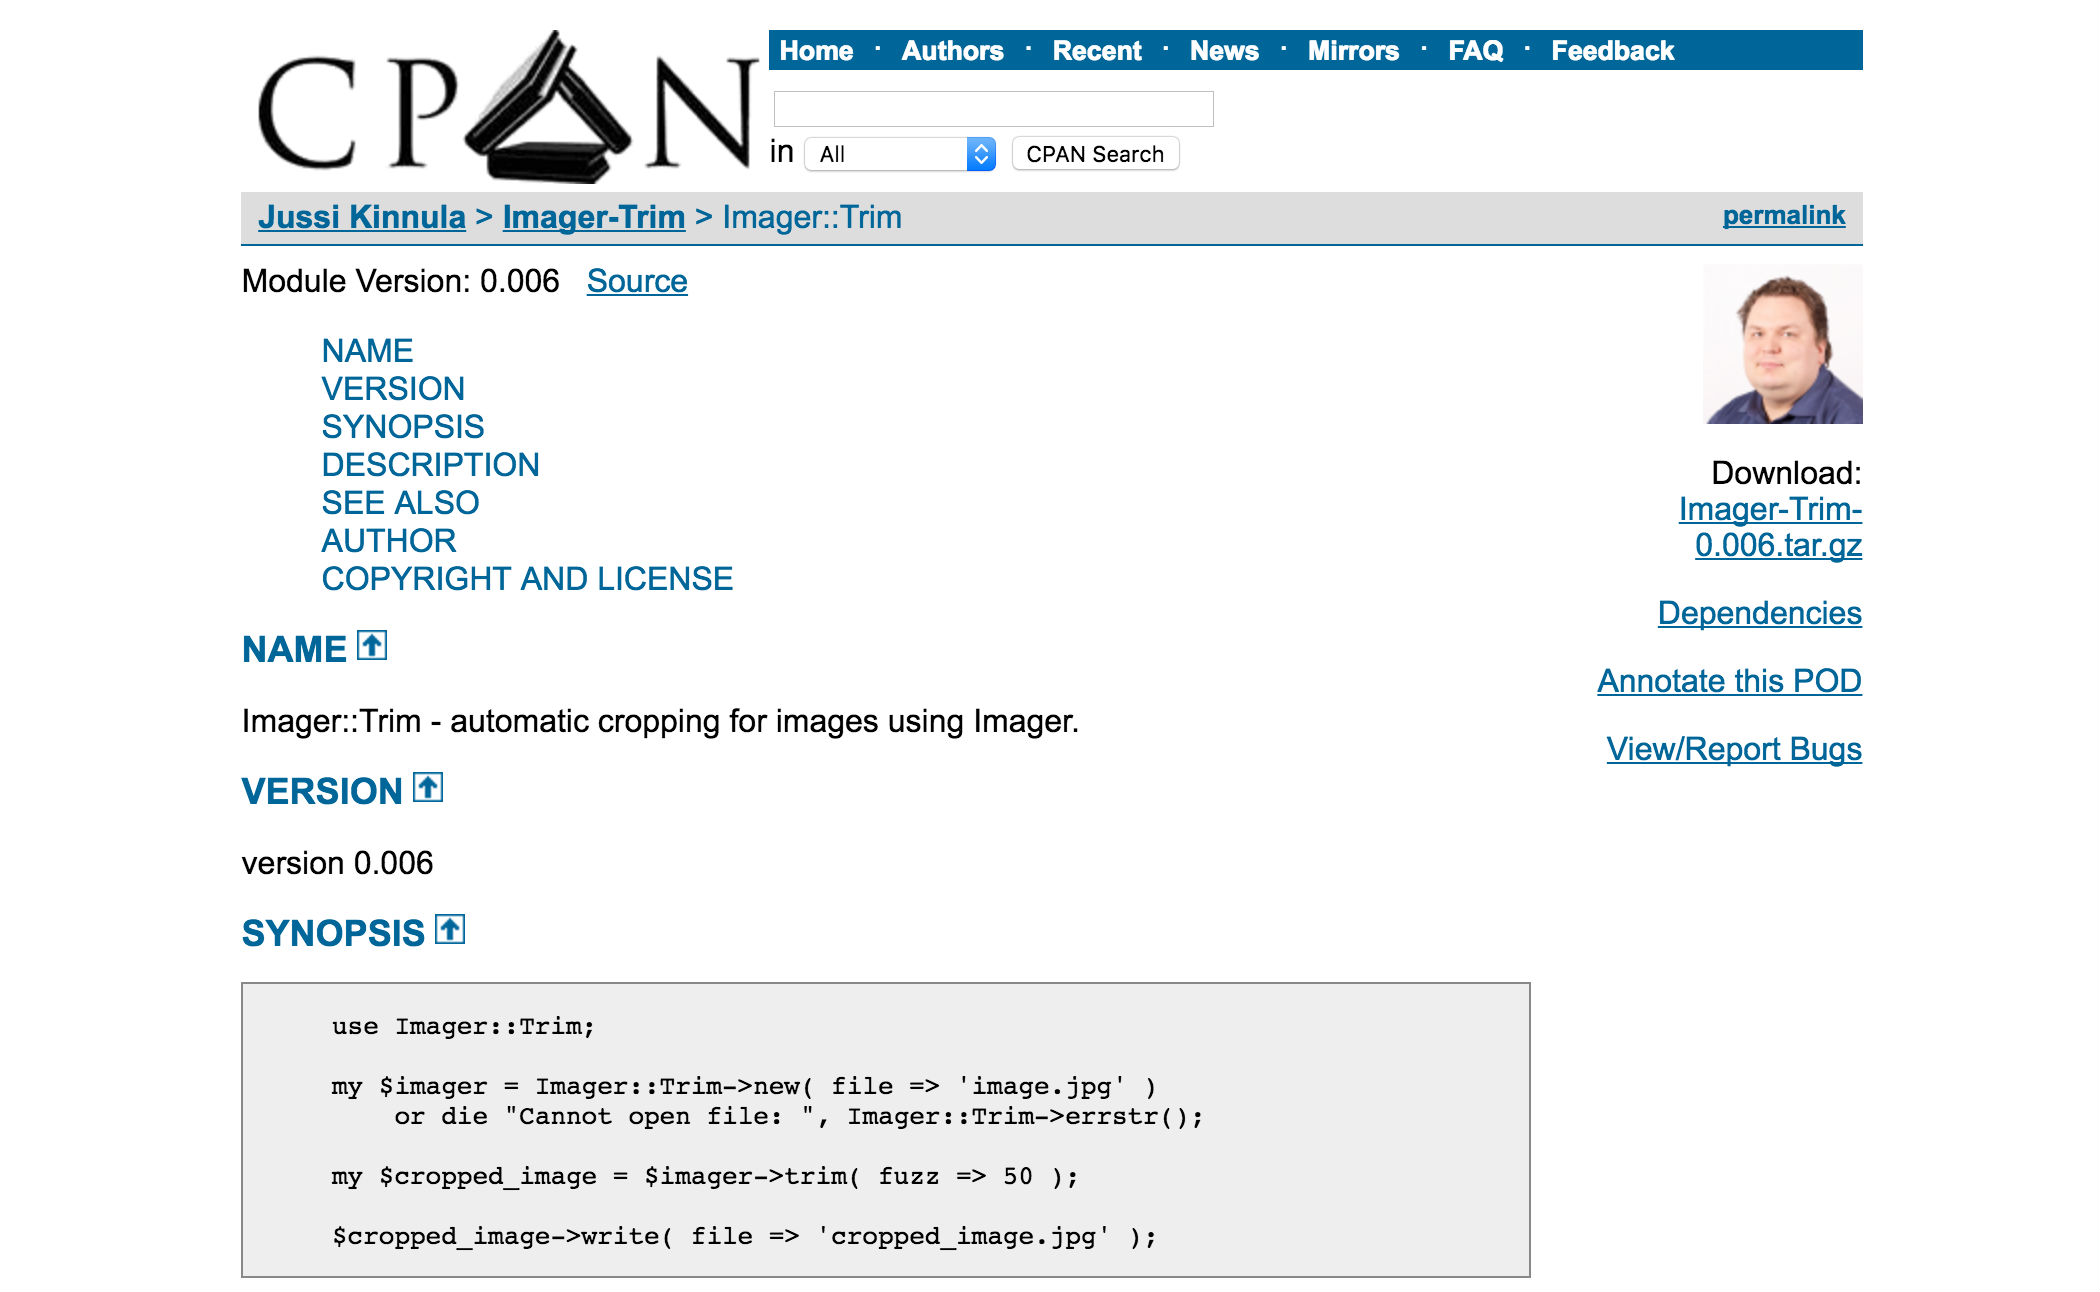 CPAN
Home · Authors · Recent · News · Mirrors · FAQ · Feedback
in All CPAN Search
Jussi Kinnula > Imager-Trim > Imager::Trim
permalink
Module Version: 0.006 Source
NAME
VERSION
SYNOPSIS
DESCRIPTION
SEE ALSO
AUTHOR
COPYRIGHT AND LICENSE
Download:
Imager-Trim-
0.006.tar.gz
Dependencies
Annotate this POD
View/Report Bugs
NAME
Imager::Trim - automatic cropping for images using Imager.
VERSION
version 0.006
SYNOPSIS
use Imager::Trim;
my $imager = Imager::Trim->new( file => 'image.jpg' )
or die "Cannot open file: ", Imager::Trim->errstr();
my $cropped_image = $imager->trim( fuzz => 50 );
$cropped_image->write( file => 'cropped_image.jpg' );